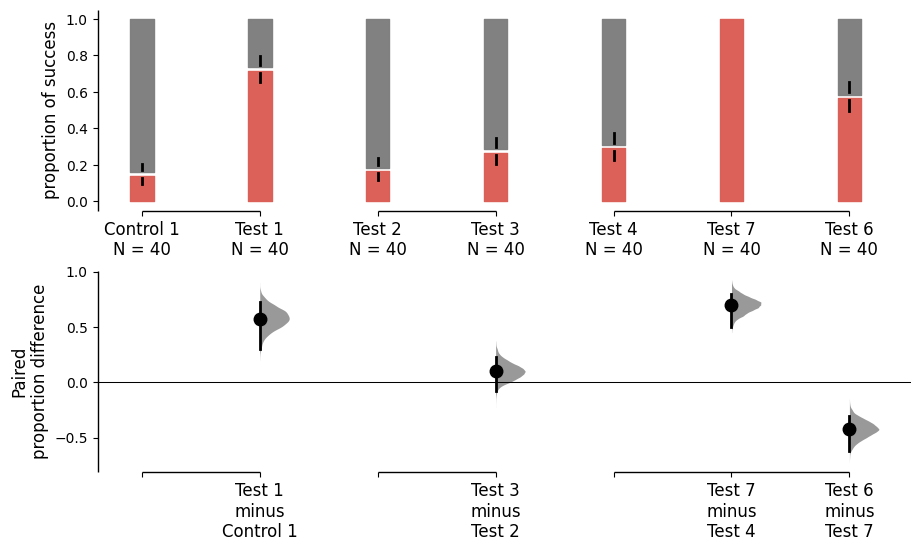 proportion of success
1.0
0.8
0.6
0.4
0.2
0.0
Control 1 Test 1 Test 2 Test 3 Test 4 Test 7 Test 6
N = 40 N = 40 N = 40 N = 40 N = 40 N = 40 N = 40
Paired
proportion difference
1.0
0.5
0.0
−0.5
Test 1 Test 3 Test 7 Test 6
minus minus minus minus
Control 1 Test 2 Test 4 Test 7